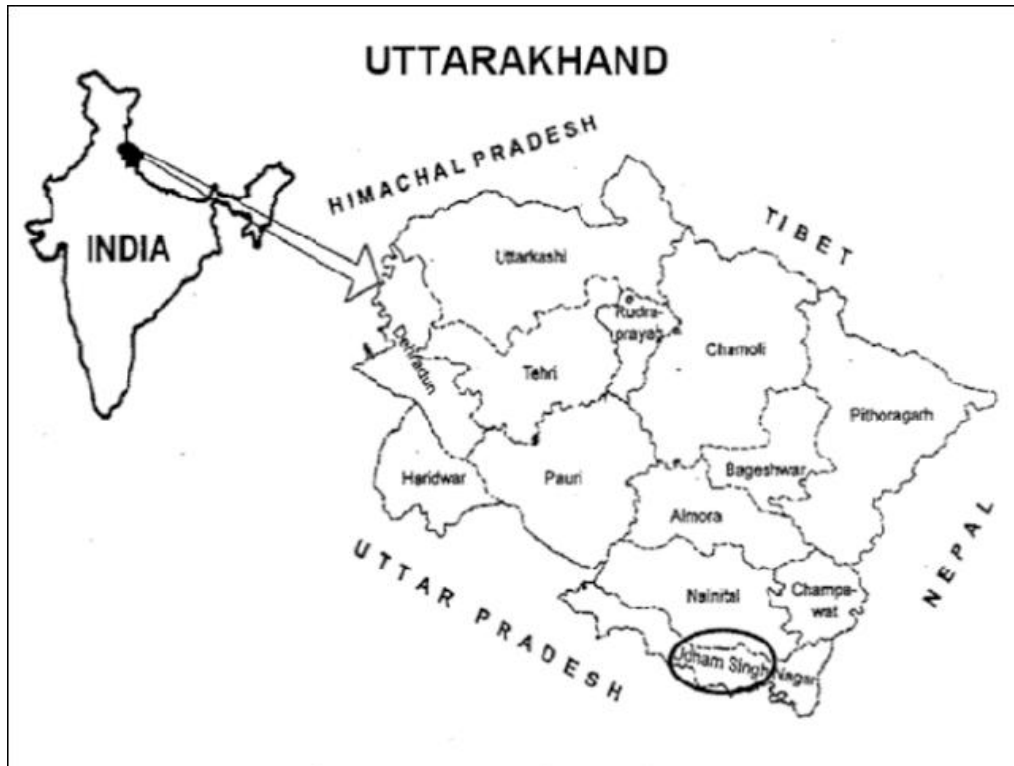 UTTARAKHAND
HIMACHAL PRADESH
TIBET
INDIA
Uttarkashi
Rudra-
prayag
Chamoli
Dehradun
Tehri
Pithoragarh
Haridwar
Pauri
Bageshwar
Almora
NEPAL
UTTAR PRADESH
Nainital
Champa-
wat
Udham Singh Nagar